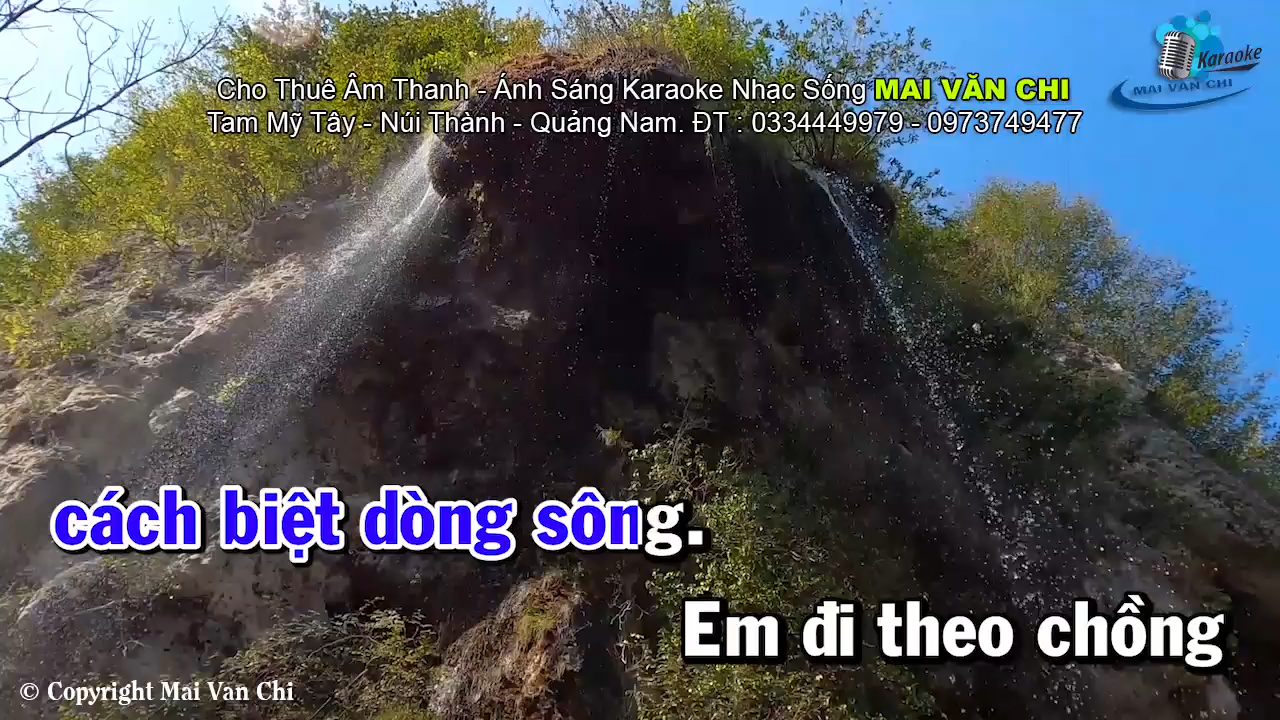 Cho Thuê Âm Thanh - Ánh Sáng Karaoke Nhạc Sống MAI VĂN CHI
Tam Mỹ Tây - Núi Thành - Quảng Nam. ĐT : 0334449979 - 0973749477
Karaoke
MAI VĂN CHI
cách biệt dòng sông.
Em đi theo chồng
© Copyright Mai Van Chi